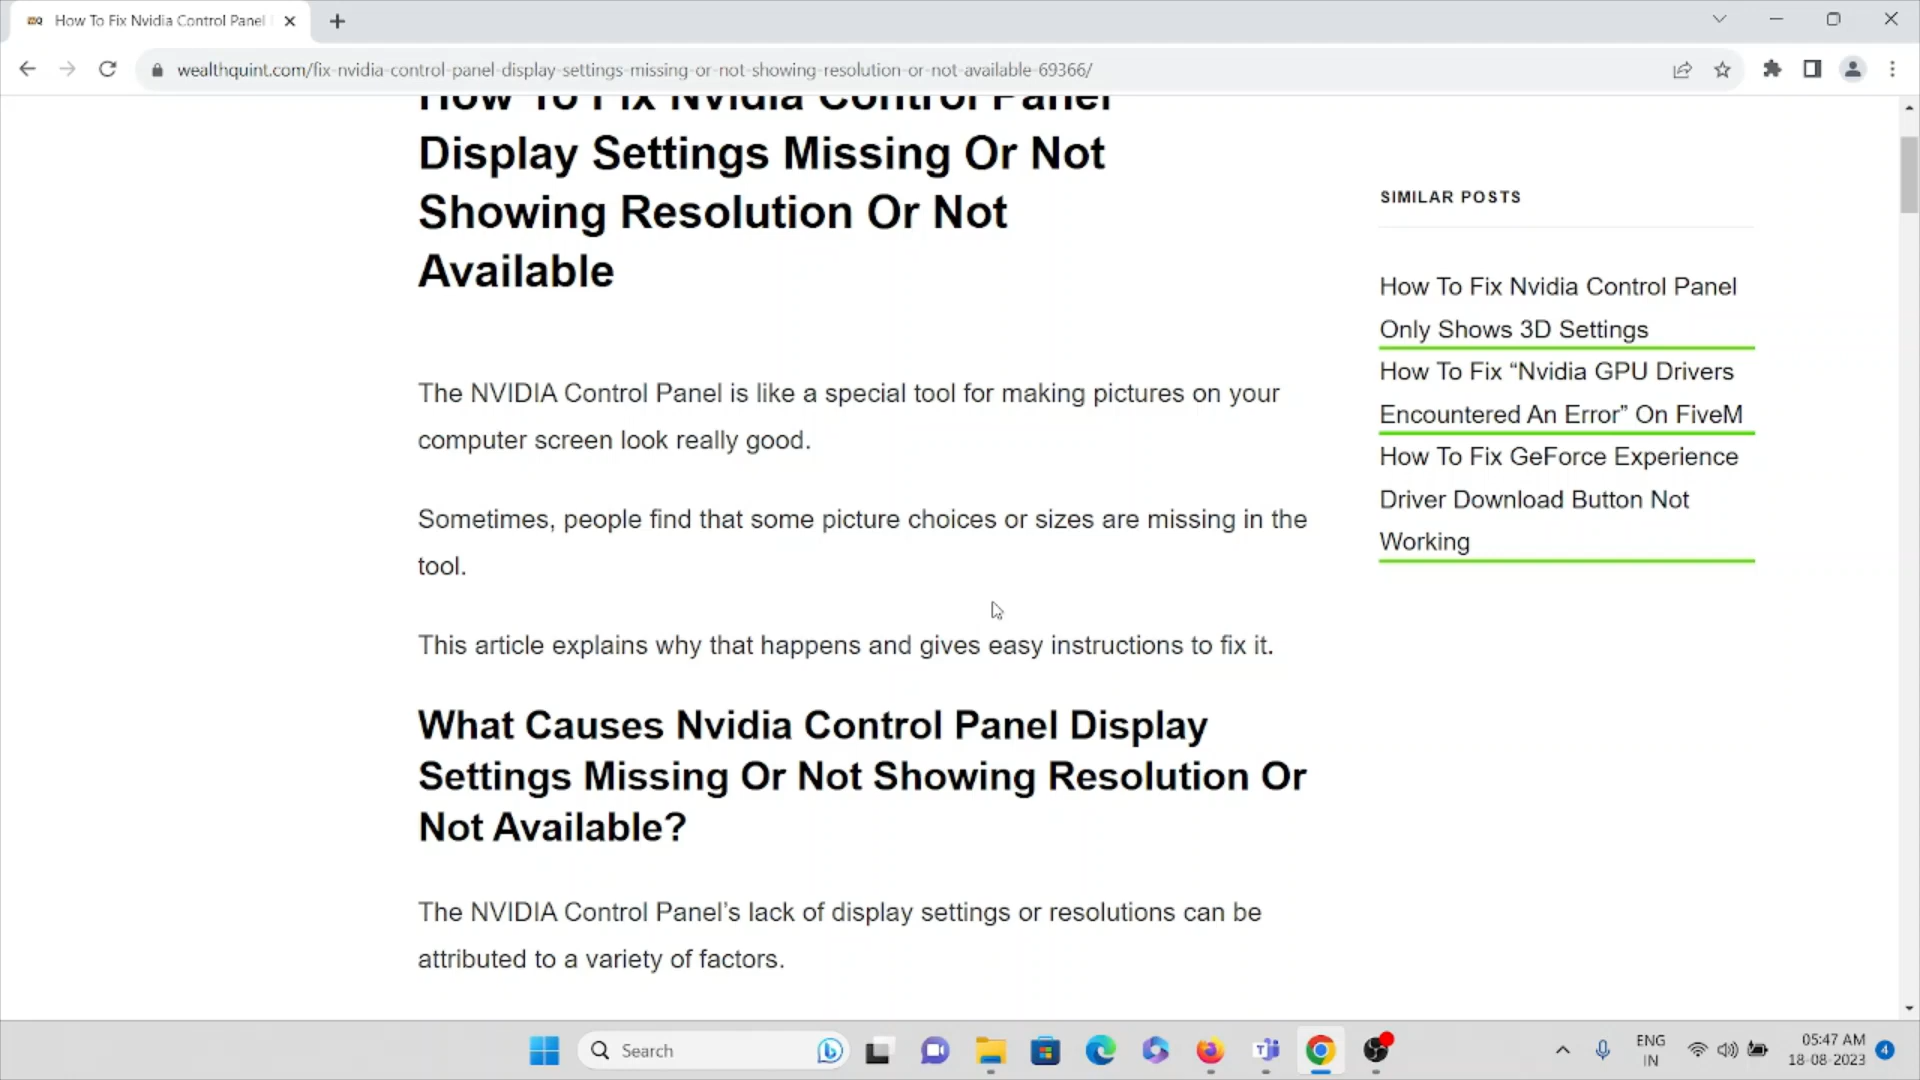 How To Fix Nvidia Control Panel
wealthquint.com/fix-nvidia-control-panel-display-settings-missing-or-not-showing-resolution-or-not-available-69366/
How To Fix Nvidia Control Panel
Display Settings Missing Or Not
Showing Resolution Or Not
Available
The NVIDIA Control Panel is like a special tool for making pictures on your
computer screen look really good.
Sometimes, people find that some picture choices or sizes are missing in the
tool.
This article explains why that happens and gives easy instructions to fix it.
What Causes Nvidia Control Panel Display
Settings Missing Or Not Showing Resolution Or
Not Available?
The NVIDIA Control Panel’s lack of display settings or resolutions can be
attributed to a variety of factors.
SIMILAR POSTS
How To Fix Nvidia Control Panel
Only Shows 3D Settings
How To Fix “Nvidia GPU Drivers
Encountered An Error” On FiveM
How To Fix GeForce Experience
Driver Download Button Not
Working
Search
ENG
IN
05:47 AM
18-08-2023
4